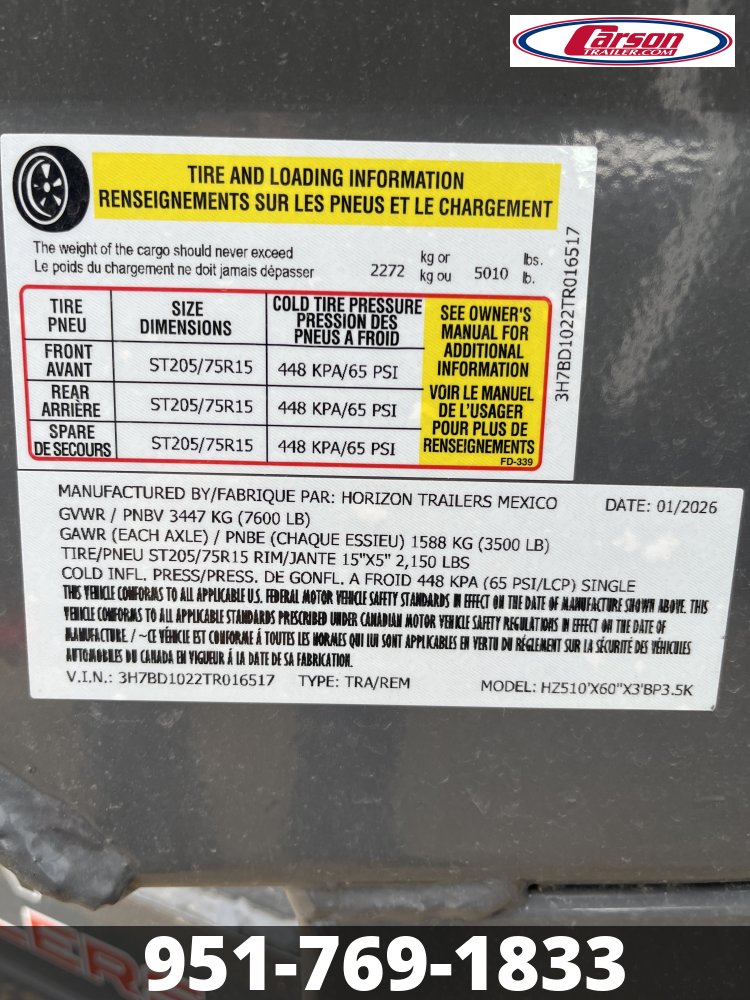 Carson
TRAILER.COM
TIRE AND LOADING INFORMATION
RENSEIGNEMENTS SUR LES PNEUS ET LE CHARGEMENT
The weight of the cargo should never exceed
Le poids du chargement ne doit jamais dépasser
2272 kg or kg ou 5010 lbs. lb.
TIRE PNEU
SIZE DIMENSIONS
COLD TIRE PRESSURE PRESSION DES PNEUS A FROID
FRONT AVANT ST205/75R15 448 KPA/65 PSI
REAR ARRIÈRE ST205/75R15 448 KPA/65 PSI
SPARE DE SECOURS ST205/75R15 448 KPA/65 PSI
SEE OWNER'S
MANUAL FOR
ADDITIONAL
INFORMATION
VOIR LE MANUEL
DE L'USAGER
POUR PLUS DE
RENSEIGNEMENTS
FD-339
3H7BD1022TR016517
MANUFACTURED BY/FABRIQUE PAR: HORIZON TRAILERS MEXICO DATE: 01/2026
GVWR / PNBV 3447 KG (7600 LB)
GAWR (EACH AXLE) / PNBE (CHAQUE ESSIEU) 1588 KG (3500 LB)
TIRE/PNEU ST205/75R15 RIM/JANTE 15"X5" 2,150 LBS
COLD INFL. PRESS/PRESS. DE GONFL. A FROID 448 KPA (65 PSI/LCP) SINGLE
THIS VEHICLE CONFORMS TO ALL APPLICABLE U.S. FEDERAL MOTOR VEHICLE SAFETY STANDARDS IN EFFECT ON THE DATE OF MANUFACTURE SHOWN ABOVE. THIS
VEHICLE CONFORMS TO ALL APPLICABLE STANDARDS PRESCRIBED UNDER CANADIAN MOTOR VEHICLE SAFETY REGULATIONS IN EFFECT ON THE DATE OF
MANUFACTURE. / ~CE VÉHICLE EST CONFORME À TOUTES LES NORMES QUI LUI SONT APPLICABLES EN VERTU DU RÈGLEMENT SUR LA SÉCURITÉ DES VÉHICULES
AUTOMOBILES DU CANADA EN VIGUEUR À LA DATE DE SA FABRICATION.
V.I.N.: 3H7BD1022TR016517 TYPE: TRA/REM MODEL: HZ510'X60"X3'BP3.5K
LERS
951-769-1833